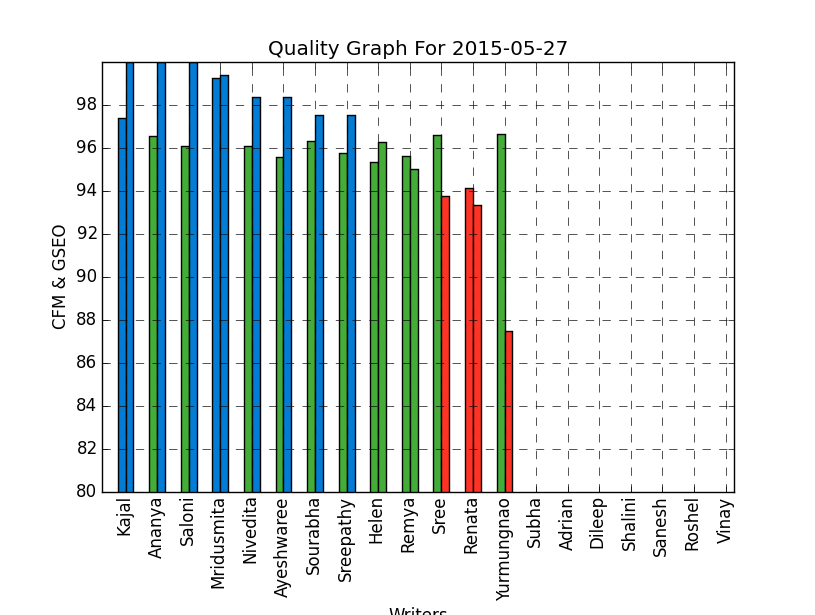 Quality Graph For 2015-05-27
98
96
94
92
90
88
86
84
82
80
CFM & GSEO
Kajal
Ananya
Saloni
Mridusmita
Nivedita
Ayeshwaree
Sourabha
Sreepathy
Helen
Remya
Sree
Renata
Yurmungnao
Subha
Adrian
Dileep
Shalini
Sanesh
Roshel
Vinay
Writers